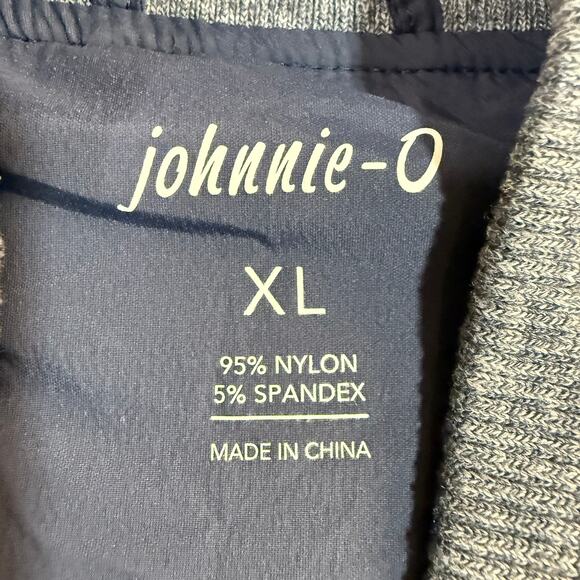 johnnie-O
XL
95% NYLON
5% SPANDEX
MADE IN CHINA